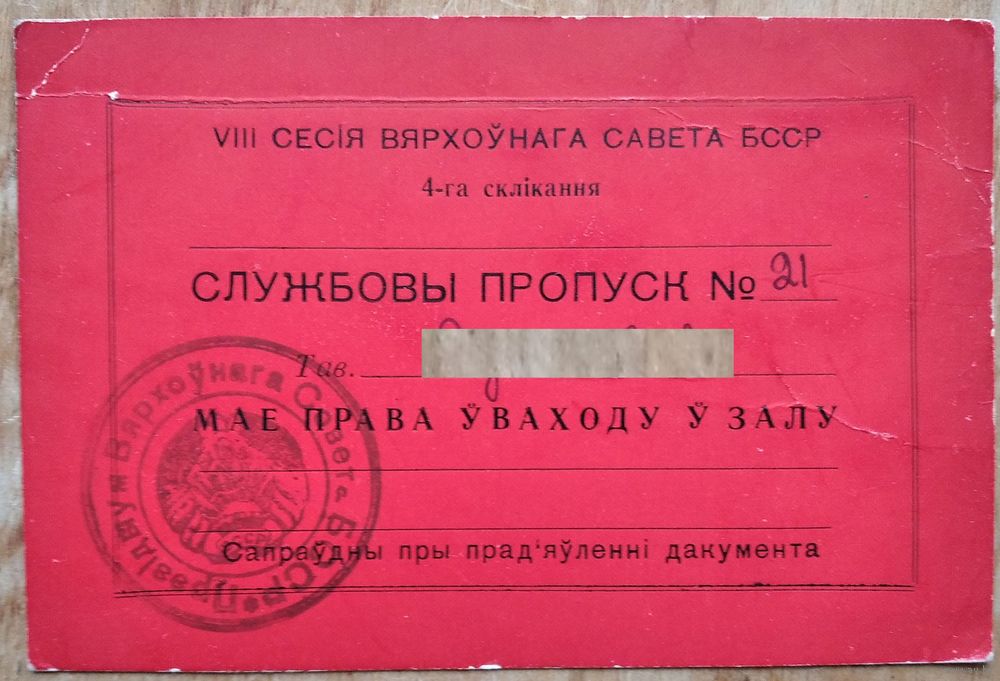 VIII СЕСІЯ ВЯРХОЎНАГА САВЕТА БССР
4-га склікання
СЛУЖБОВЫ ПРОПУСК № 21
Тав.
МАЕ ПРАВА ЎВАХОДУ Ў ЗАЛУ
Сапраўдны пры прад'яўленні дакумента
Прэзідыум Вярхоўнага Савета БССР